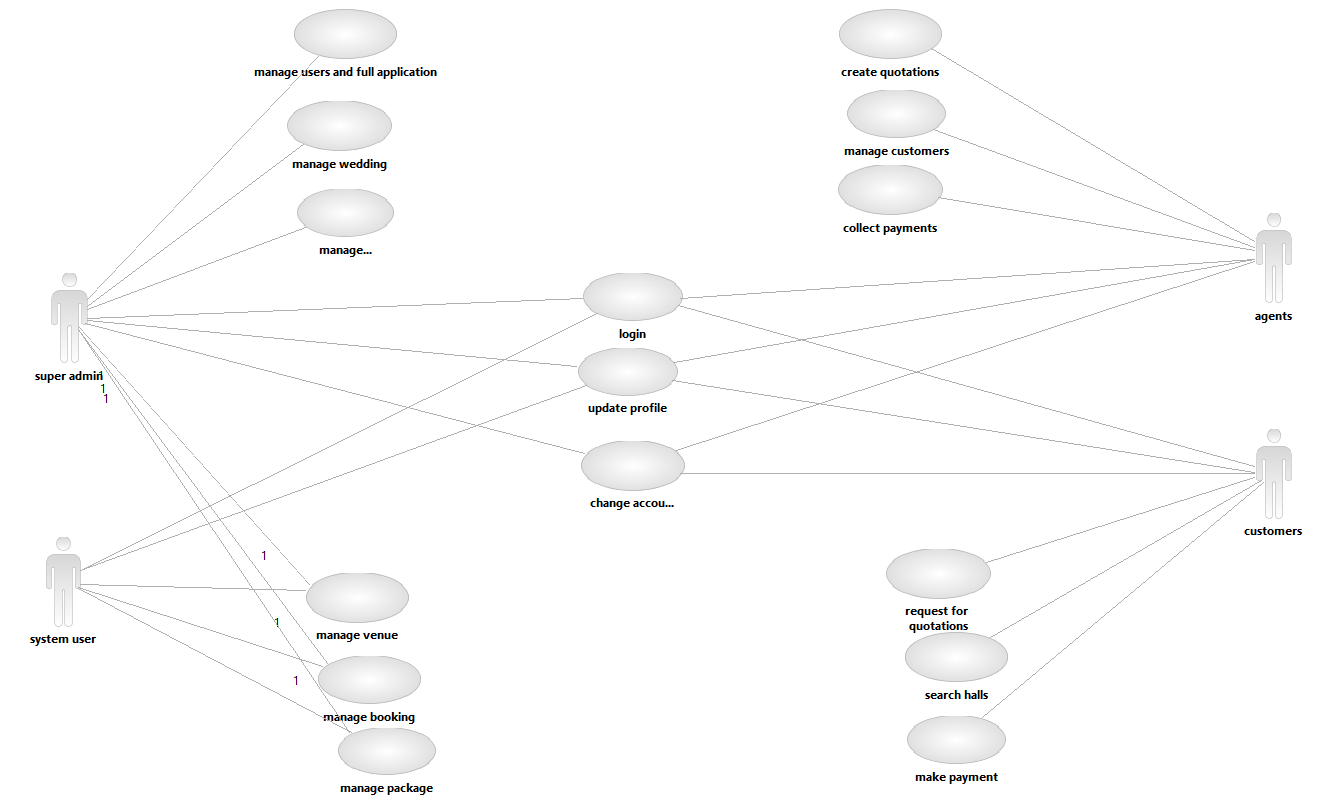 manage users and full application
create quotations
manage wedding
manage customers
manage...
collect payments
agents
login
super admin
1
1
1
update profile
change accou...
customers
1
request for
quotations
1
system user
manage venue
1
search halls
manage booking
make payment
manage package